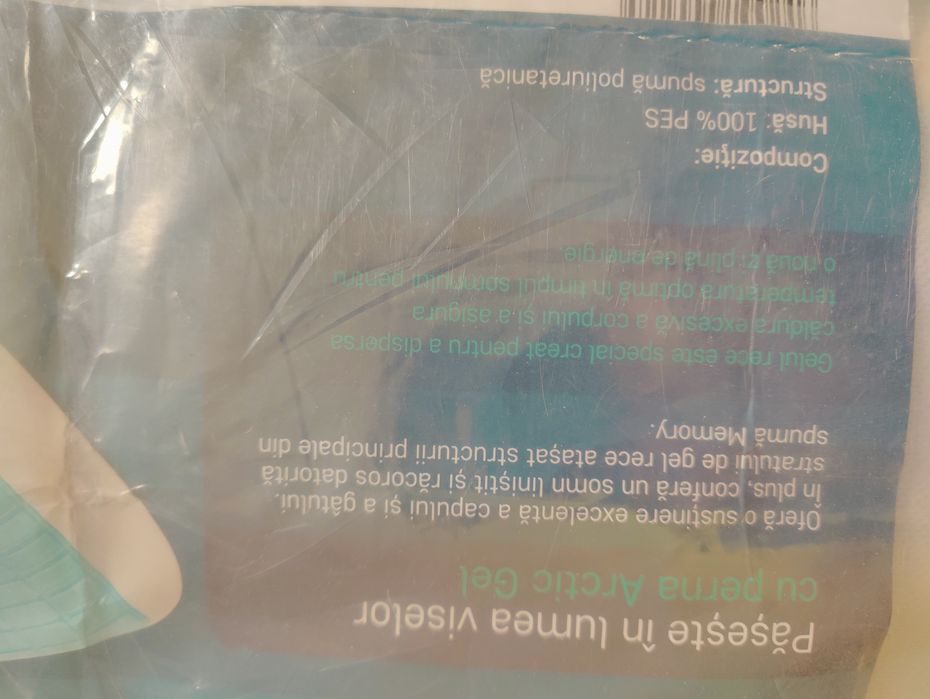 Pășește în lumea viselor
cu perna Arctic Gel
Oferă o susținere excelentă a capului și a gâtului.
În plus, conferă un somn liniștit și răcoros datorită
stratului de gel rece atașat structurii principale din
spumă Memory.
Gelul rece este special creat pentru a dispersa
căldura excesivă a corpului și a asigura
temperatura optimă în timpul somnului pentru
o nouă zi plină de energie
Compoziție:
Husă: 100% PES
Structură: spumă poliuretanică